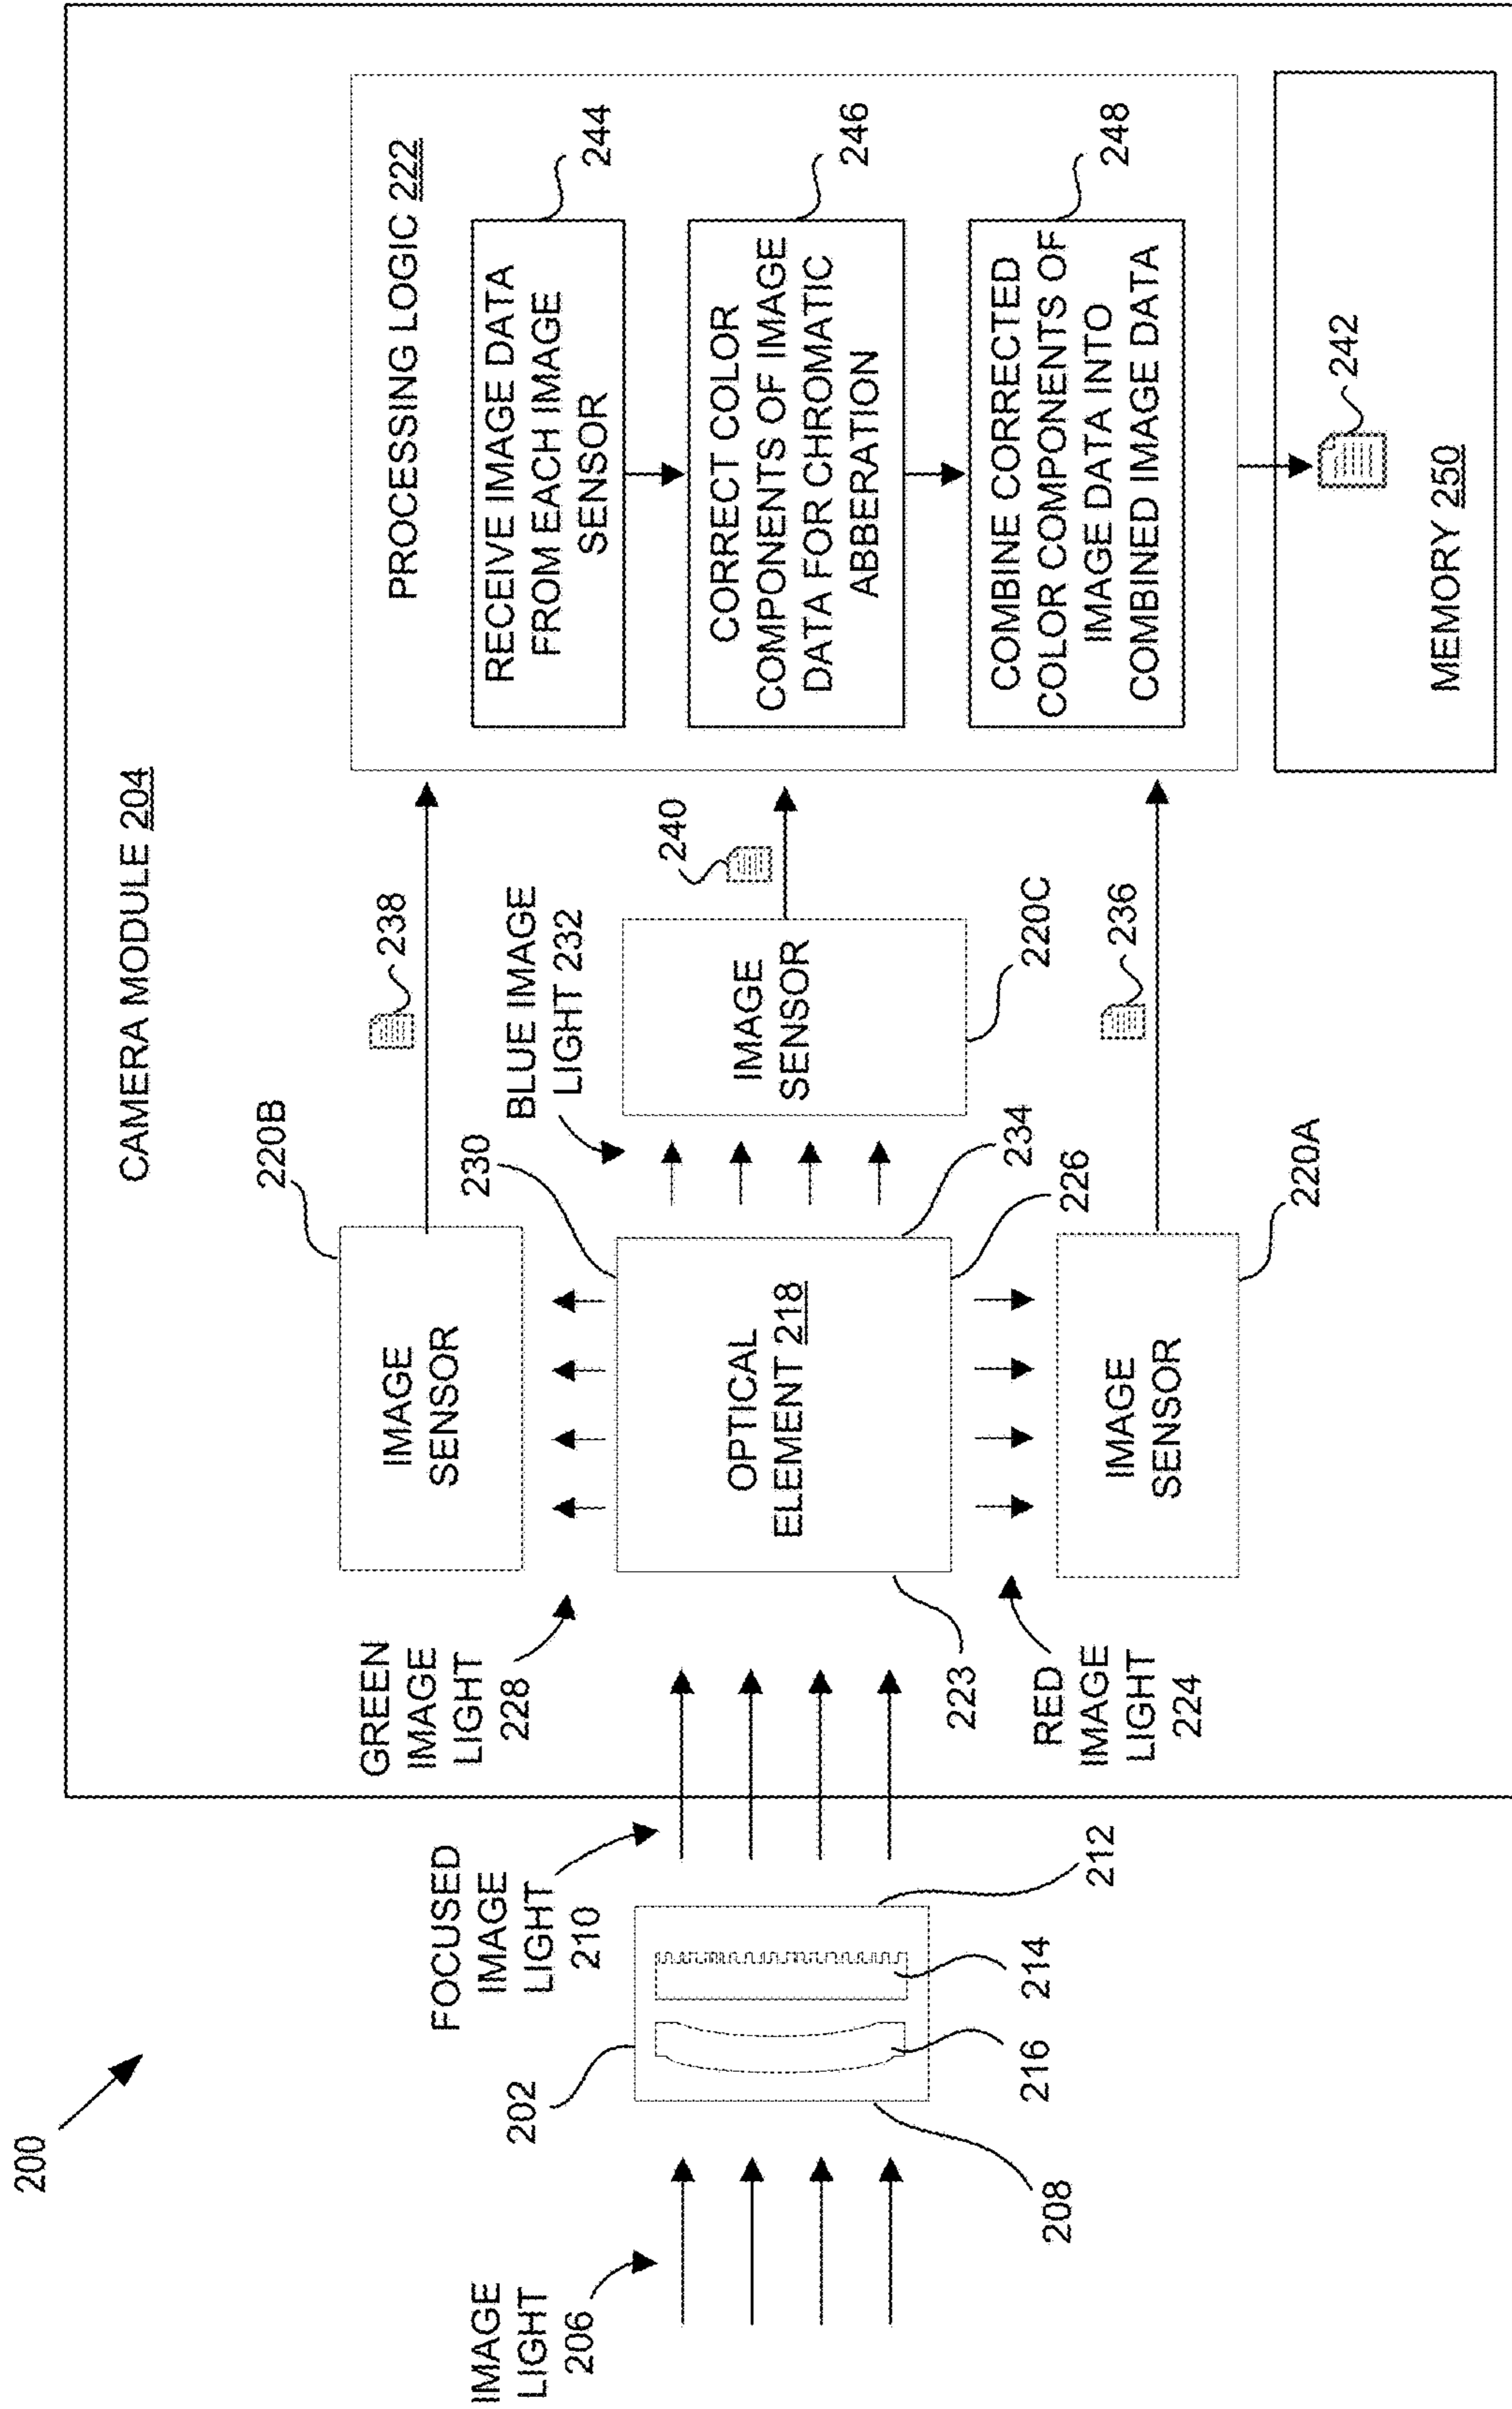 200
CAMERA MODULE 204
IMAGE
LIGHT
206
202
208
216
214
212
FOCUSED
IMAGE
LIGHT
210
GREEN
IMAGE
LIGHT
228
223
RED
IMAGE
LIGHT
224
220B
IMAGE
SENSOR
230
OPTICAL
ELEMENT 218
234
226
IMAGE
SENSOR
220A
BLUE IMAGE
LIGHT 232
IMAGE
SENSOR
220C
238
240
236
PROCESSING LOGIC 222
RECEIVE IMAGE DATA
FROM EACH IMAGE
SENSOR
244
CORRECT COLOR
COMPONENTS OF IMAGE
DATA FOR CHROMATIC
ABBERATION
246
COMBINE CORRECTED
COLOR COMPONENTS OF
IMAGE DATA INTO
COMBINED IMAGE DATA
248
242
MEMORY 250